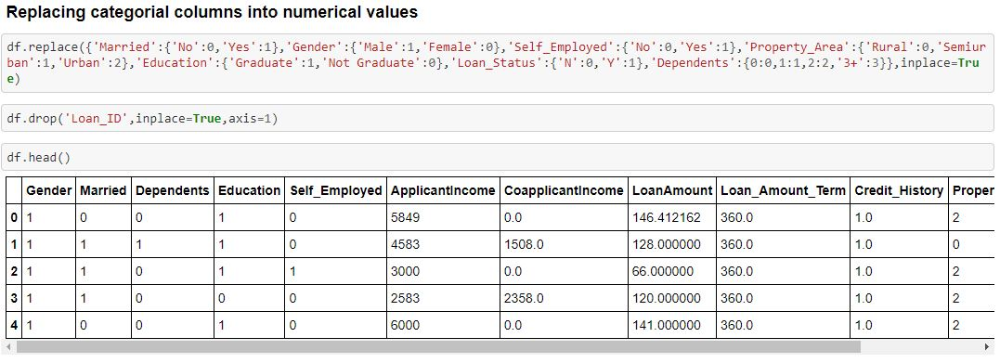 Replacing categorial columns into numerical values
df.replace({'Married':{'No':0,'Yes':1},'Gender':{'Male':1,'Female':0},'Self_Employed':{'No':0,'Yes':1},'Property_Area':{'Rural':0,'Semiur
ban':1,'Urban':2},'Education':{'Graduate':1,'Not Graduate':0},'Loan_Status':{'N':0,'Y':1},'Dependents':{0:0,1:1,2:2,'3+':3}},inplace=Tru
e)
df.drop('Loan_ID',inplace=True,axis=1)
df.head()
Gender Married Dependents Education Self_Employed ApplicantIncome CoapplicantIncome LoanAmount Loan_Amount_Term Credit_History Proper
0 1 0 0 1 0 5849 0.0 146.412162 360.0 1.0 2
1 1 1 1 1 0 4583 1508.0 128.000000 360.0 1.0 0
2 1 1 0 1 1 3000 0.0 66.000000 360.0 1.0 2
3 1 1 0 0 0 2583 2358.0 120.000000 360.0 1.0 2
4 1 0 0 1 0 6000 0.0 141.000000 360.0 1.0 2